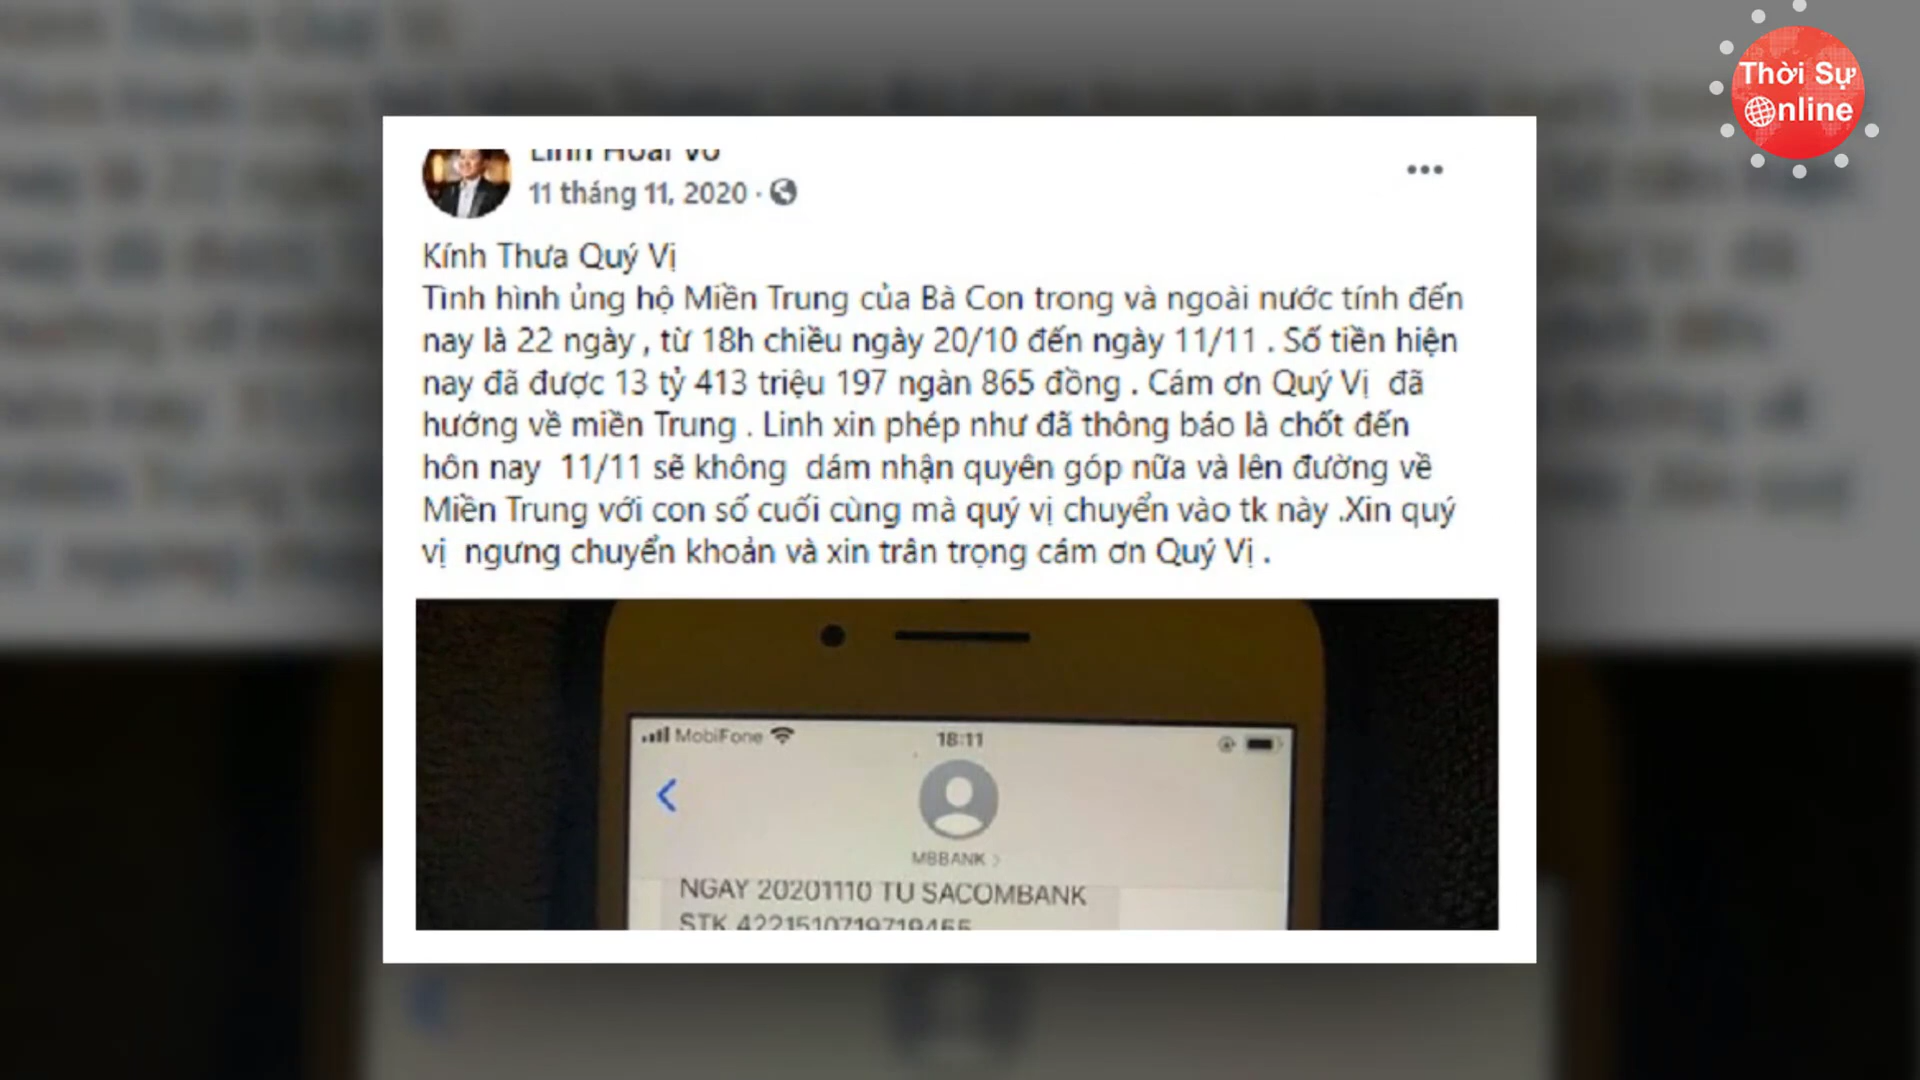 Thời Sự
Online
Linh Hoai Vo
11 tháng 11, 2020 ·
Kính Thưa Quý Vị
Tình hình ủng hộ Miền Trung của Bà Con trong và ngoài nước tính đến
nay là 22 ngày , từ 18h chiều ngày 20/10 đến ngày 11/11 . Số tiền hiện
nay đã được 13 tỷ 413 triệu 197 ngàn 865 đồng . Cám ơn Quý Vị  đã
hướng về miền Trung . Linh xin phép như đã thông báo là chốt đến
hôn nay  11/11 sẽ không  dám nhận quyên góp nữa và lên đường về
Miền Trung với con số cuối cùng mà quý vị chuyển vào tk này .Xin quý
vị  ngưng chuyển khoản và xin trân trọng cám ơn Quý Vị .
MobiFone
18:11
MBBANK >
NGAY 20201110 TU SACOMBANK
STK 4221510719719455